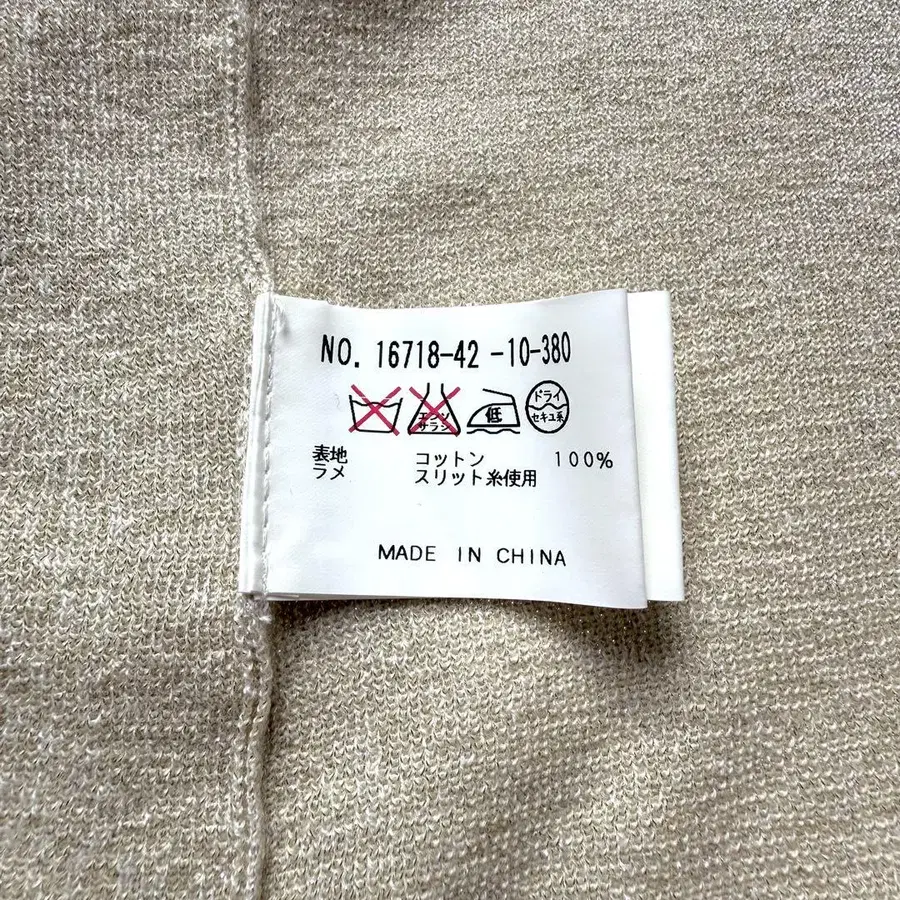 NO. 16718-42 -10-380
エンソ サラシ 低 ドライ セキユ系
表地 コットン 100%
ラメ スリット糸使用
MADE IN CHINA